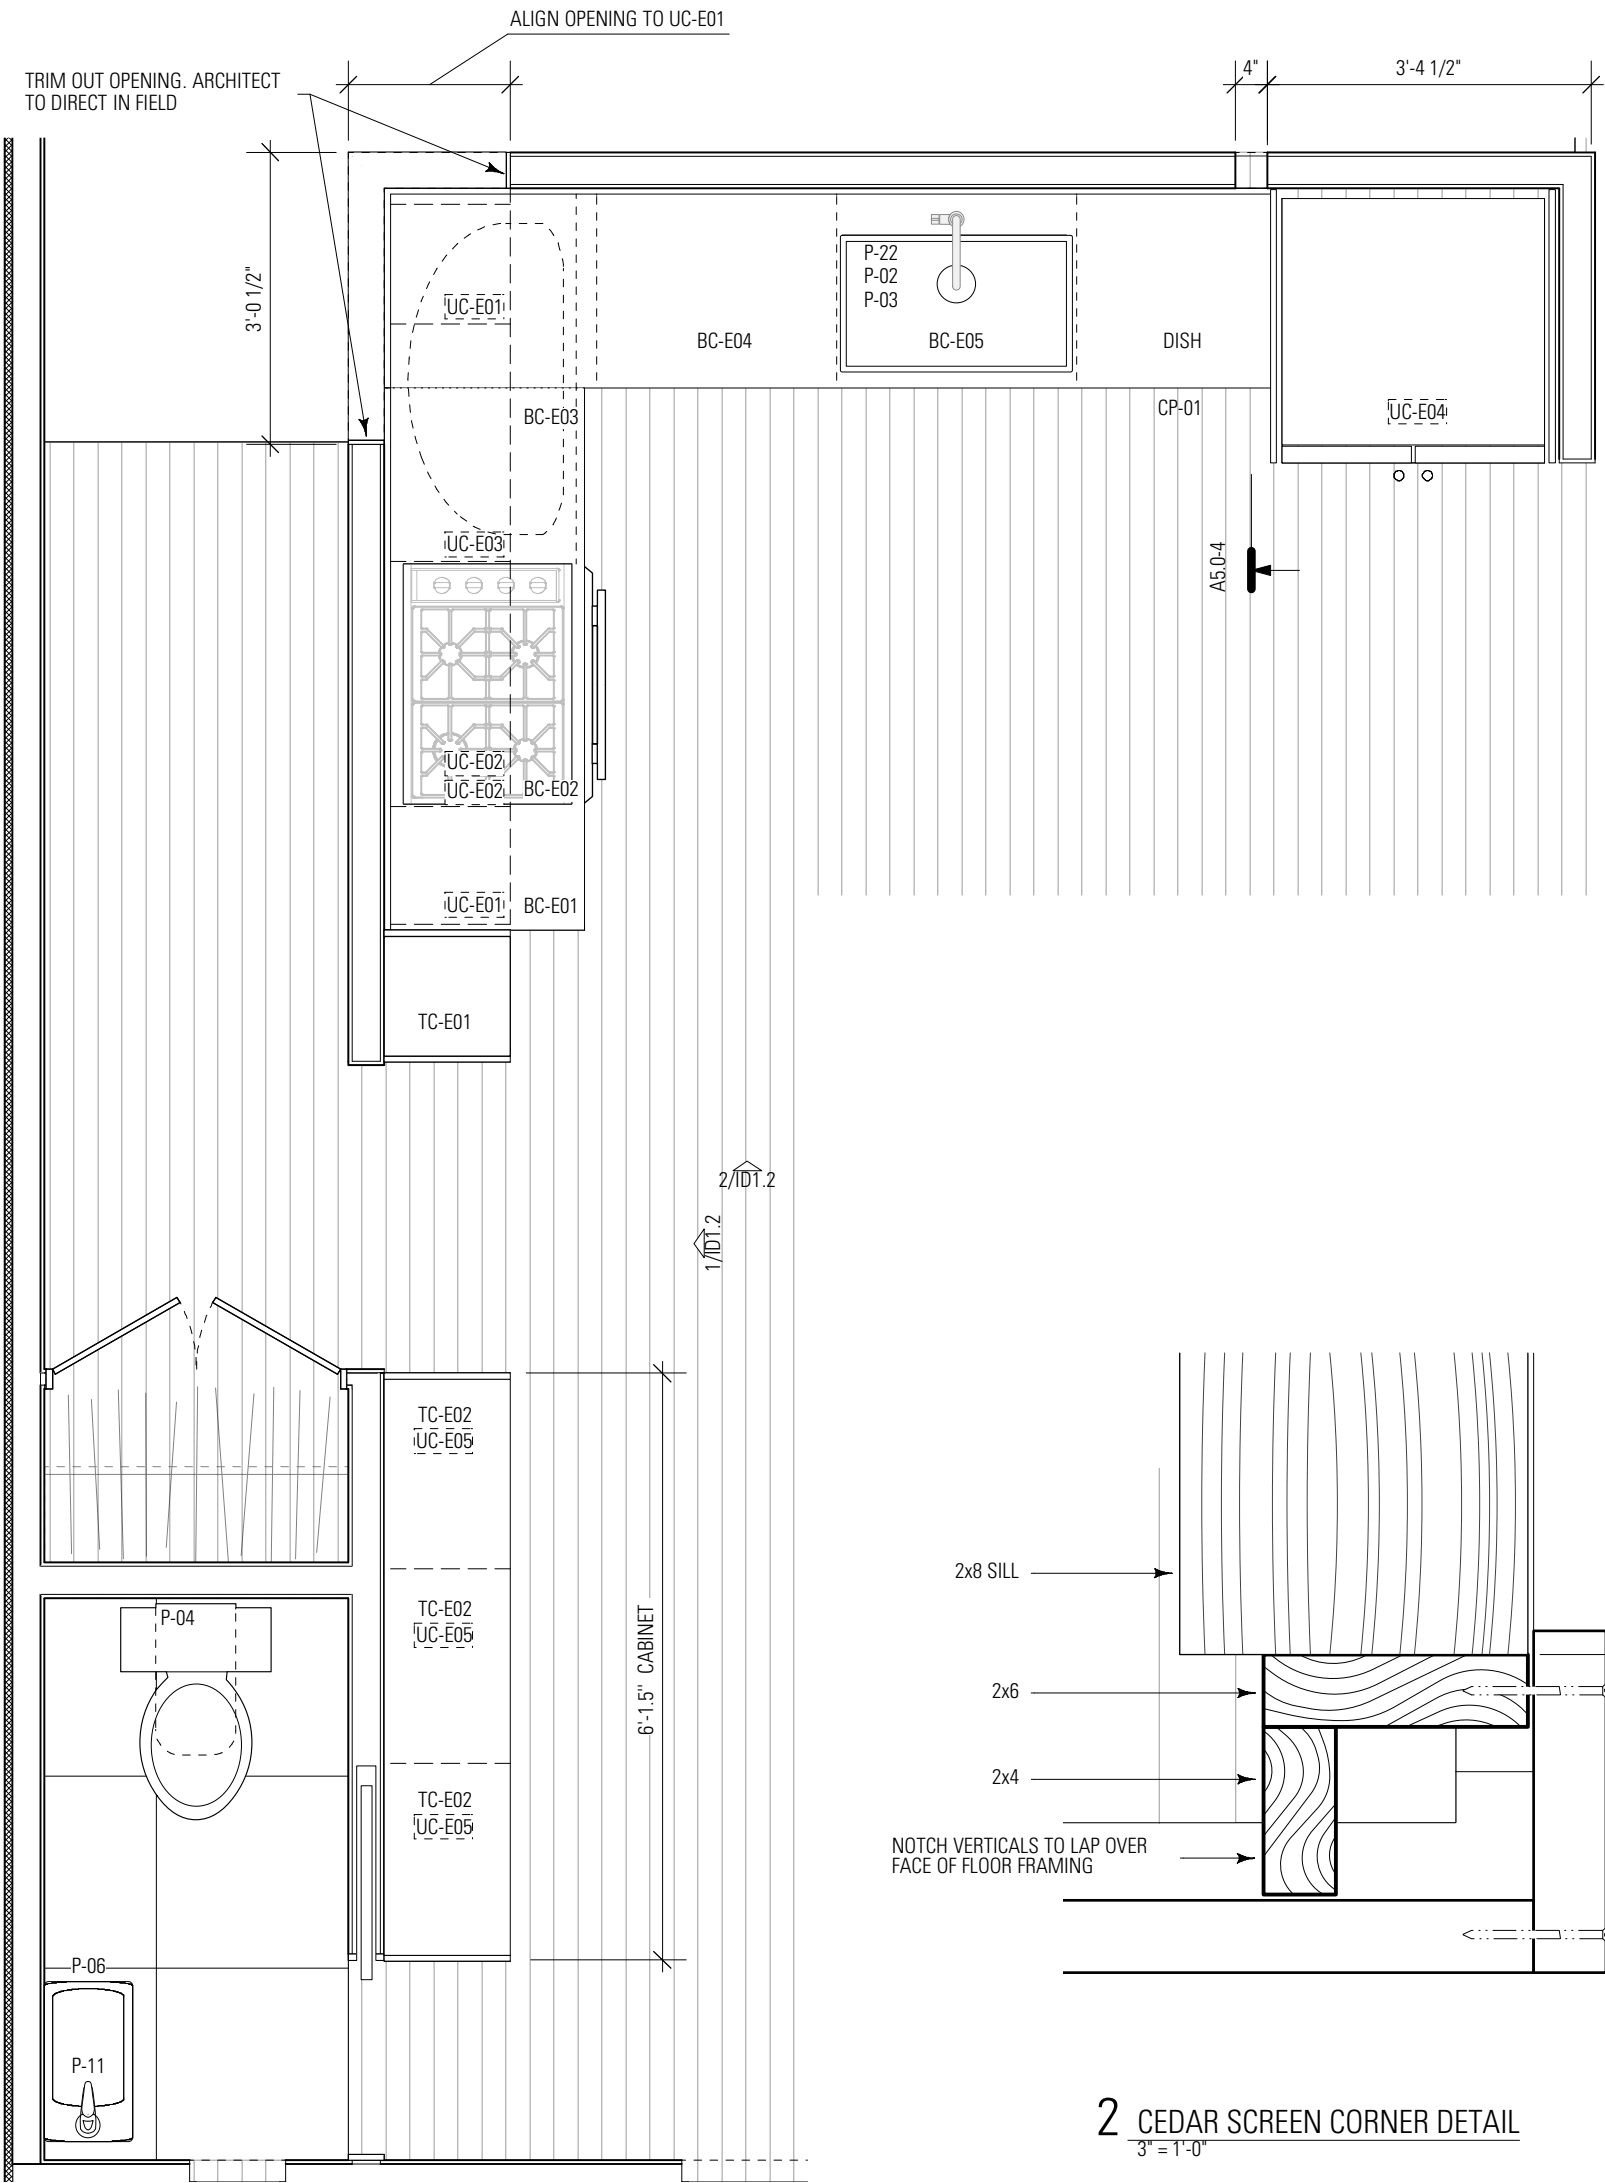 ALIGN OPENING TO UC-E01
TRIM OUT OPENING. ARCHITECT
TO DIRECT IN FIELD
4"
3'-4 1/2"
3'-0 1/2"
P-22
P-02
P-03
UC-E01
BC-E04
BC-E05
DISH
BC-E03
CP-01
UC-E04
UC-E03
A5.0-4
UC-E02
UC-E02
BC-E02
UC-E01
BC-E01
TC-E01
2/ID1.2
1/ID1.2
TC-E02
UC-E05
TC-E02
UC-E05
6'-1.5" CABINET
P-04
TC-E02
UC-E05
P-06
P-11
2x8 SILL
2x6
2x4
NOTCH VERTICALS TO LAP OVER
FACE OF FLOOR FRAMING
2 CEDAR SCREEN CORNER DETAIL
3" = 1'-0"